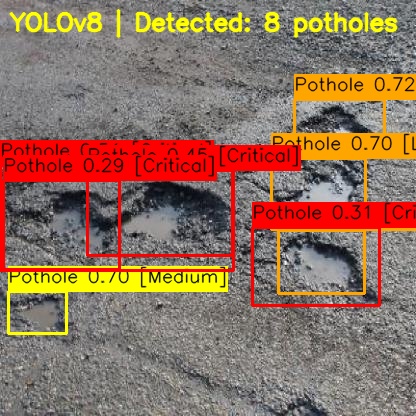 YOLOv8 | Detected: 8 potholes
Pothole 0.72
Pothole 0.70 [L
Pothole 0.45 [Critical]
Pothole 0.29 [Critical]
Pothole 0.31 [Cri
Pothole 0.70 [Medium]